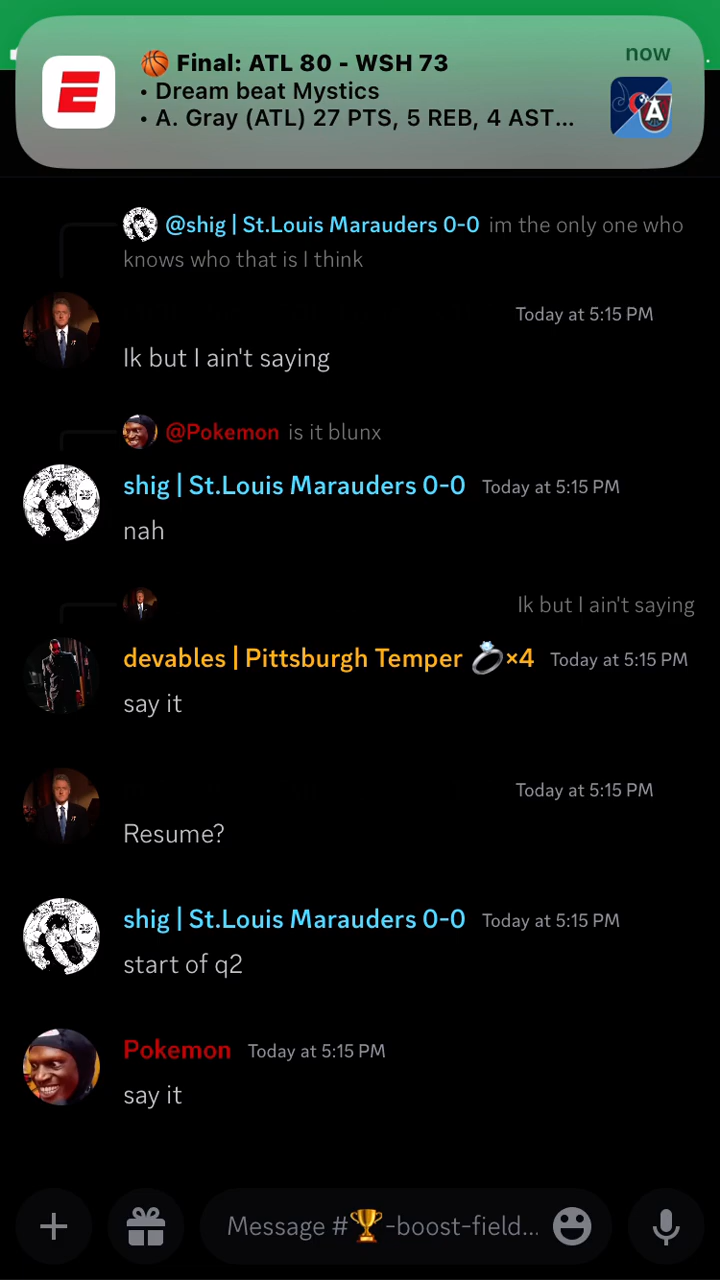 🏀 Final: ATL 80 - WSH 73
now
• Dream beat Mystics
• A. Gray (ATL) 27 PTS, 5 REB, 4 AST...
@shig | St.Louis Marauders 0-0 im the only one who
knows who that is I think
Today at 5:15 PM
Ik but I ain't saying
@Pokemon is it blunx
shig | St.Louis Marauders 0-0 Today at 5:15 PM
nah
Ik but I ain't saying
devables | Pittsburgh Temper 💍×4 Today at 5:15 PM
say it
Today at 5:15 PM
Resume?
shig | St.Louis Marauders 0-0 Today at 5:15 PM
start of q2
Pokemon Today at 5:15 PM
say it
Message #🏆-boost-field...